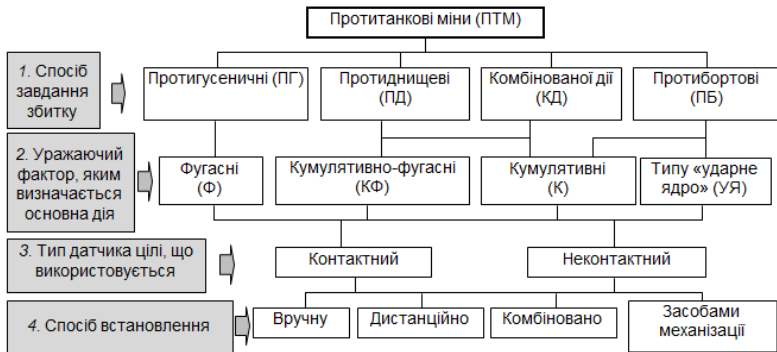 Протитанкові міни (ПТМ)
1. Спосіб
завдання
збитку
Протигусеничні (ПГ)
Протиднищеві
(ПД)
Комбінованої дії
(КД)
Протибортові
(ПБ)
2. Уражаючий
фактор, яким
визначається
основна дія
Фугасні
(Ф)
Кумулятивно-фугасні
(КФ)
Кумулятивні
(К)
Типу «ударне
ядро» (УЯ)
3. Тип датчика цілі, що
використовується
Контактний
Неконтактний
4. Спосіб встановлення
Вручну
Дистанційно
Комбіновано
Засобами
механізації